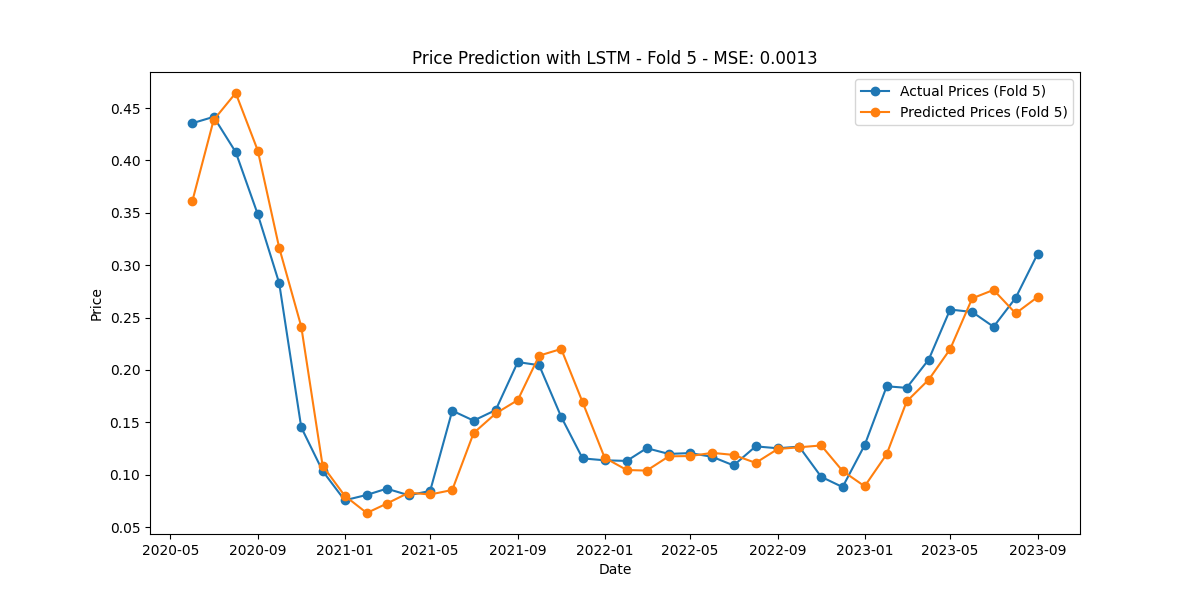 Price Prediction with LSTM - Fold 5 - MSE: 0.0013
Actual Prices (Fold 5)
Predicted Prices (Fold 5)
0.45
0.40
0.35
0.30
0.25
0.20
0.15
0.10
0.05
Price
2020-05 2020-09 2021-01 2021-05 2021-09 2022-01 2022-05 2022-09 2023-01 2023-05 2023-09
Date